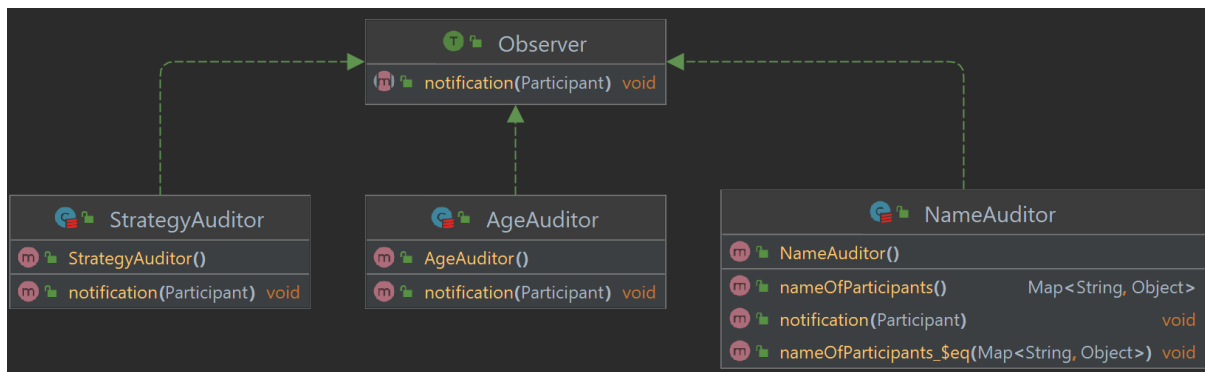 T Observer
m notification(Participant) void
C StrategyAuditor
m StrategyAuditor()
m notification(Participant) void
C AgeAuditor
m AgeAuditor()
m notification(Participant) void
C NameAuditor
m NameAuditor()
m nameOfParticipants() Map<String, Object>
m notification(Participant) void
m nameOfParticipants_$eq(Map<String, Object>) void